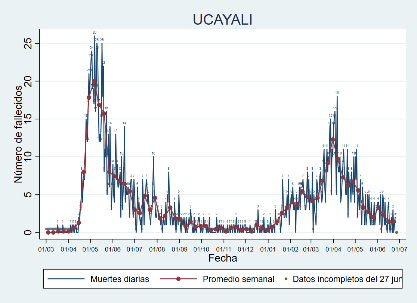 UCAYALI
Número de fallecidos
25
20
15
10
5
0
01/03 01/04 01/05 01/06 01/07 01/08 01/09 01/10 01/11 01/12 01/01 01/02 01/03 01/04 01/05 01/06 01/07
Fecha
Muertes diarias Promedio semanal Datos incompletos del 27 jun